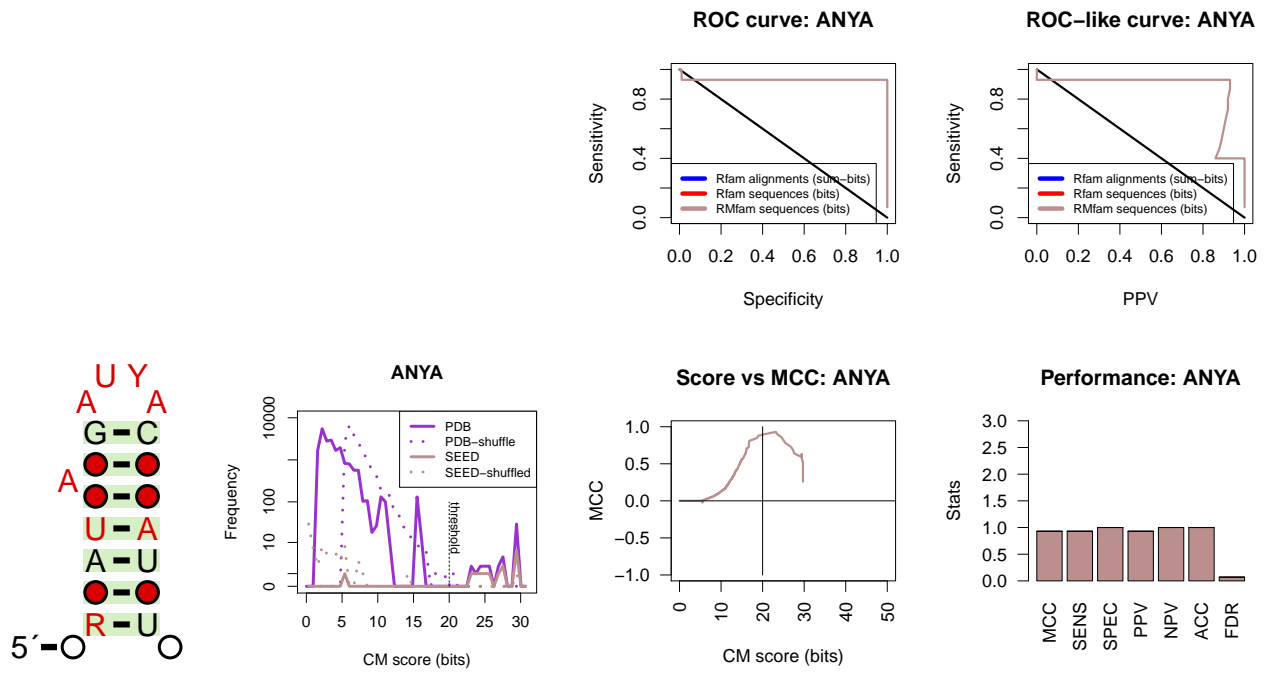 ROC curve: ANYA
Sensitivity
0.0 0.4 0.8
Rfam alignments (sum−bits)
Rfam sequences (bits)
RMfam sequences (bits)
0.0 0.2 0.4 0.6 0.8 1.0
Specificity
ROC−like curve: ANYA
Sensitivity
0.0 0.4 0.8
Rfam alignments (sum−bits)
Rfam sequences (bits)
RMfam sequences (bits)
0.0 0.2 0.4 0.6 0.8 1.0
PPV
U Y
A A
G C
A
U A
A U
R U
5´
ANYA
Frequency
0 10 100 10000
PDB
PDB−shuffle
SEED
SEED−shuffled
threshold
0 5 10 15 20 25 30
CM score (bits)
Score vs MCC: ANYA
MCC
−1.0 −0.5 0.0 0.5 1.0
0 10 20 30 40 50
CM score (bits)
Performance: ANYA
Stats
0.0 0.5 1.0 1.5 2.0 2.5 3.0
MCC SENS SPEC PPV NPV ACC FDR